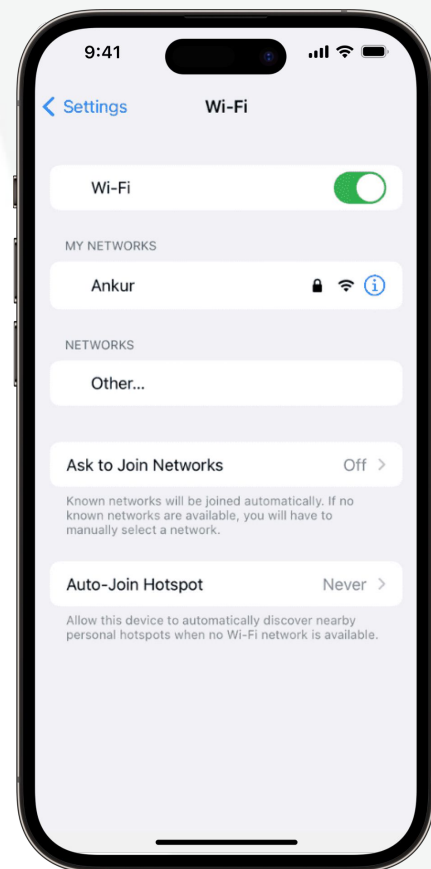 9:41
Settings
Wi-Fi
Wi-Fi
MY NETWORKS
Ankur
NETWORKS
Other...
Ask to Join Networks Off
Known networks will be joined automatically. If no
known networks are available, you will have to
manually select a network.
Auto-Join Hotspot Never
Allow this device to automatically discover nearby
personal hotspots when no Wi-Fi network is available.